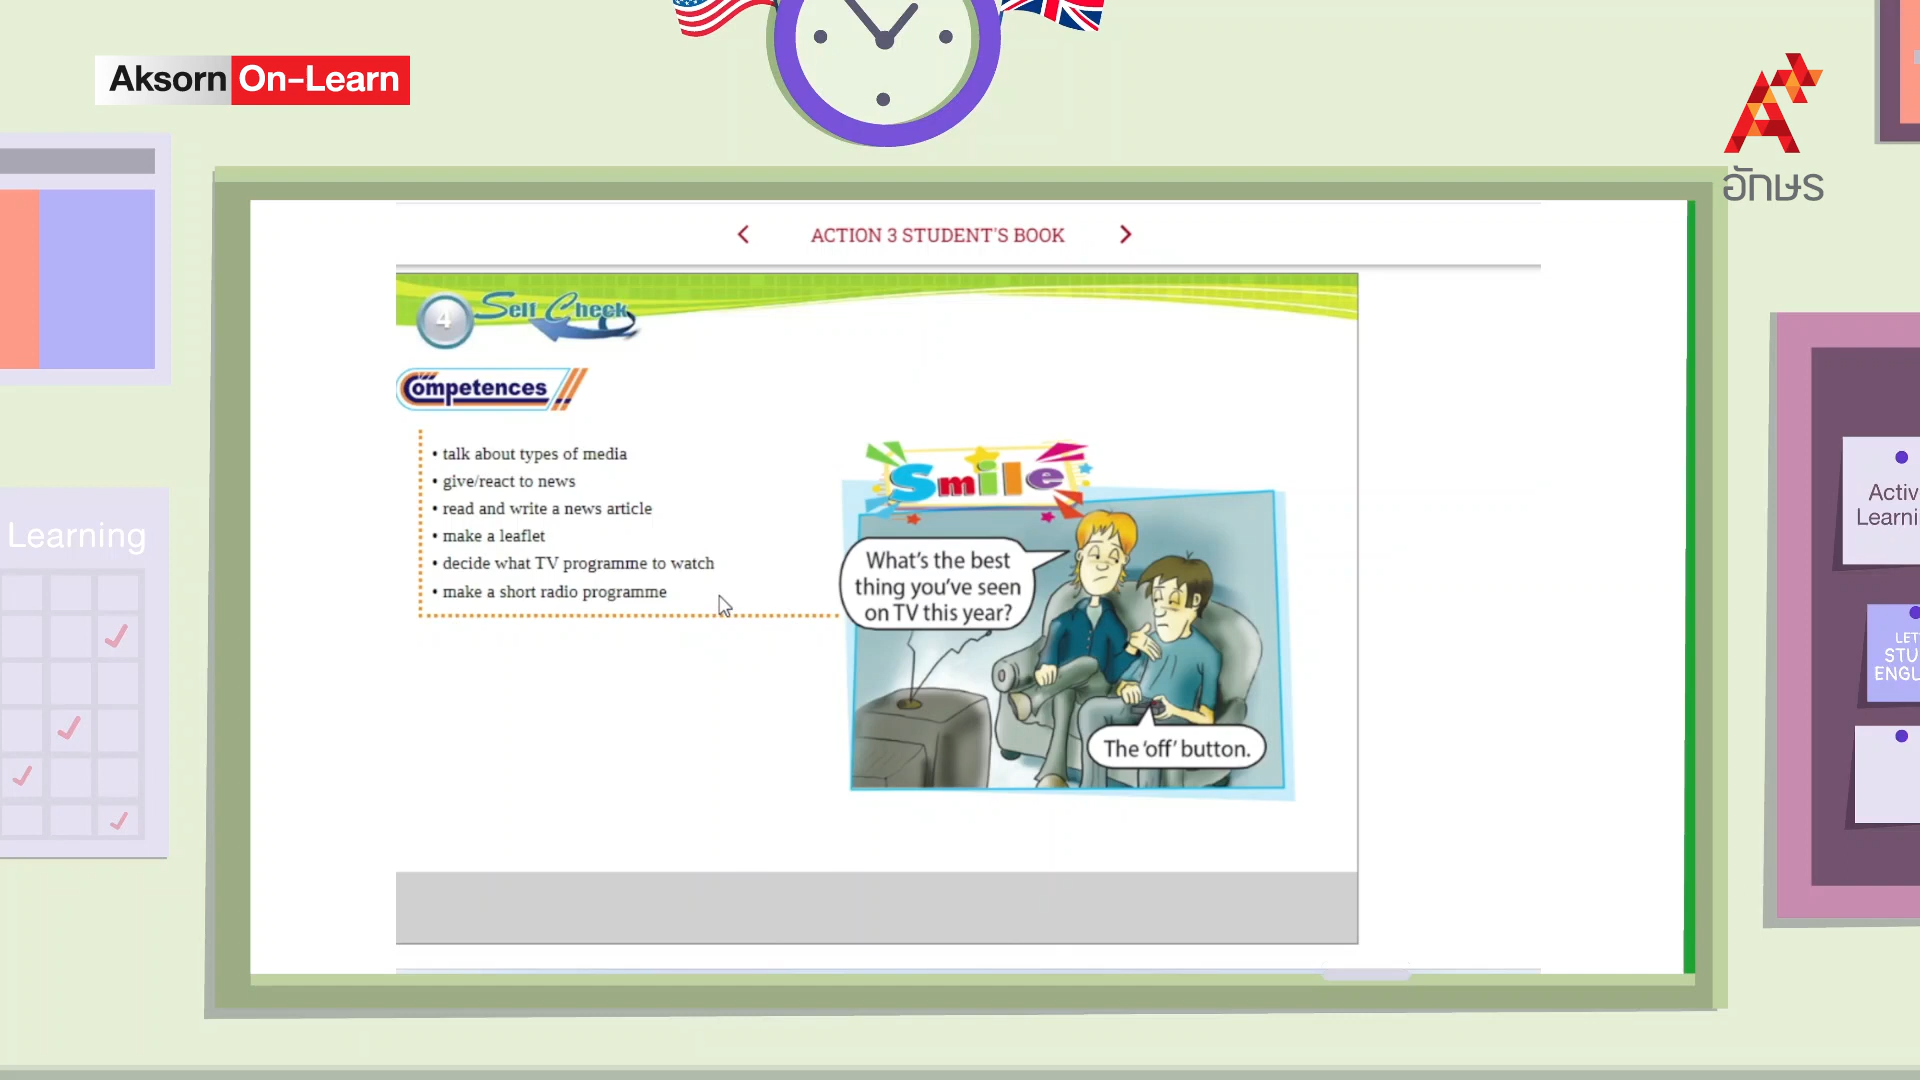 Aksorn On-Learn
อักษร
ACTION 3 STUDENT'S BOOK
4
Self Check
Competences
• talk about types of media
• give/react to news
• read and write a news article
• make a leaflet
• decide what TV programme to watch
• make a short radio programme
Smile
What's the best
thing you've seen
on TV this year?
The 'off' button.
Learning
Activ
Learni
LET
STU
ENGL